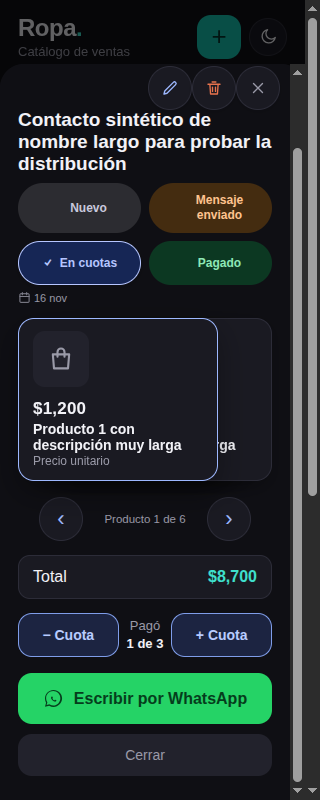 Ropa.
Catálogo de ventas
Contacto sintético de
nombre largo para probar la
distribución
Nuevo
Mensaje
enviado
✓ En cuotas
Pagado
16 nov
$1,200
Producto 1 con
descripción muy larga
rga
Precio unitario
‹ Producto 1 de 6 ›
Total $8,700
− Cuota
Pagó
1 de 3
+ Cuota
Escribir por WhatsApp
Cerrar